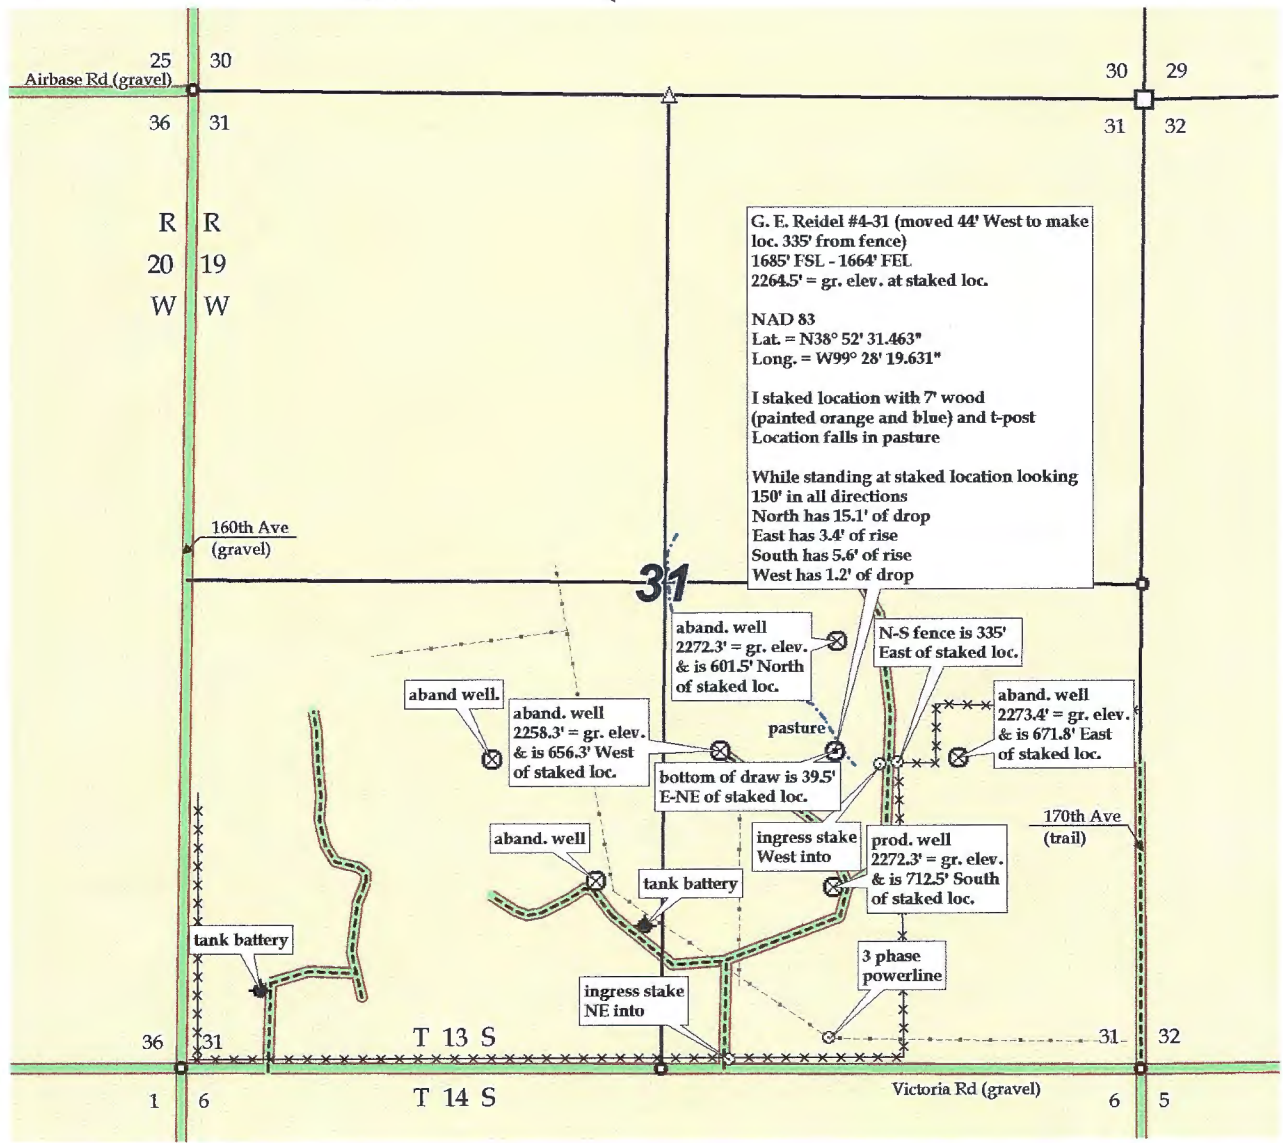 25 30
Airbase Rd (gravel)
36 31
30 29
31 32
R R
20 19
W W
G. E. Reidel #4-31 (moved 44' West to make
loc. 335' from fence)
1685' FSL - 1664' FEL
2264.5' = gr. elev. at staked loc.
NAD 83
Lat. = N38° 52' 31.463"
Long. = W99° 28' 19.631"
I staked location with 7' wood
(painted orange and blue) and t-post
Location falls in pasture
While standing at staked location looking
150' in all directions
North has 15.1' of drop
East has 3.4' of rise
South has 5.6' of rise
West has 1.2' of drop
160th Ave
(gravel)
31
aband. well
2272.3' = gr. elev.
& is 601.5' North
of staked loc.
N-S fence is 335'
East of staked loc.
aband well.
aband. well
2258.3' = gr. elev.
& is 656.3' West
of staked loc.
pasture
aband. well
2273.4' = gr. elev.
& is 671.8' East
of staked loc.
bottom of draw is 39.5'
E-NE of staked loc.
aband. well
ingress stake
West into
prod. well
2272.3' = gr. elev.
& is 712.5' South
of staked loc.
170th Ave
(trail)
tank battery
tank battery
3 phase
powerline
ingress stake
NE into
36 31
T 13 S
31 32
1 6
T 14 S
Victoria Rd (gravel)
6 5